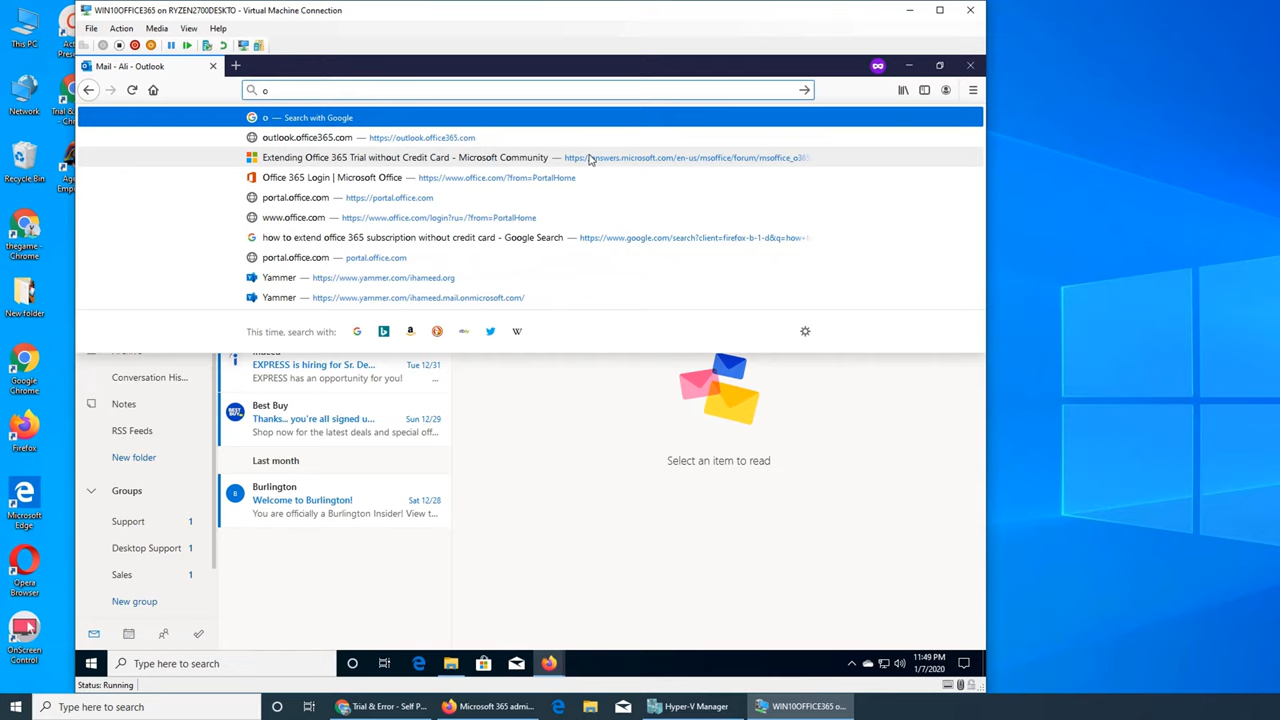 WIN10OFFICE365 on RYZEN2700DESKTO - Virtual Machine Connection
File Action Media View Help
Mail - Ali - Outlook
o
o — Search with Google
outlook.office365.com — https://outlook.office365.com
Extending Office 365 Trial without Credit Card - Microsoft Community — https://answers.microsoft.com/en-us/msoffice/forum/msoffice_o365
Office 365 Login | Microsoft Office — https://www.office.com/?from=PortalHome
portal.office.com — https://portal.office.com
www.office.com — https://www.office.com/login?ru=/?from=PortalHome
how to extend office 365 subscription without credit card - Google Search — https://www.google.com/search?client=firefox-b-1-d&q=how+
portal.office.com — portal.office.com
Yammer — https://www.yammer.com/ihameed.org
Yammer — https://www.yammer.com/ihameed.mail.onmicrosoft.com/
This time, search with:
Conversation His...
Notes
RSS Feeds
New folder
Groups
Support 1
Desktop Support 1
Sales 1
New group
EXPRESS is hiring for Sr. De... Tue 12/31
EXPRESS has an opportunity for you! ...
Best Buy
Thanks... you're all signed u... Sun 12/29
Shop now for the latest deals and special off...
Last month
B
Burlington
Welcome to Burlington! Sat 12/28
You are officially a Burlington Insider! View t...
Select an item to read
Type here to search
11:49 PM
1/7/2020
Status: Running
This PC
Network
Recycle Bin
thegame - Chrome
New folder
Google Chrome
Firefox
Microsoft Edge
Opera Browser
OnScreen Control
Type here to search
Trial & Error - Self P...
Microsoft 365 admi...
Hyper-V Manager
WIN10OFFICE365 o...